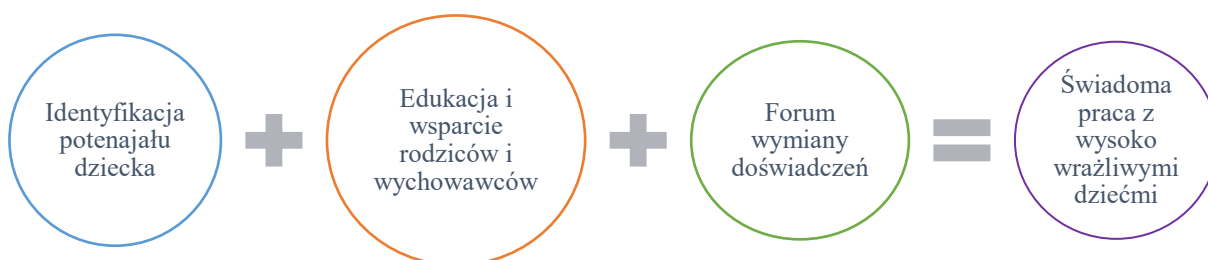 Identyfikacja
potenajału
dziecka
Edukacja i
wsparcie
rodziców i
wychowawców
Forum
wymiany
doświadczeń
Świadoma
praca z
wysoko
wrażliwymi
dziećmi